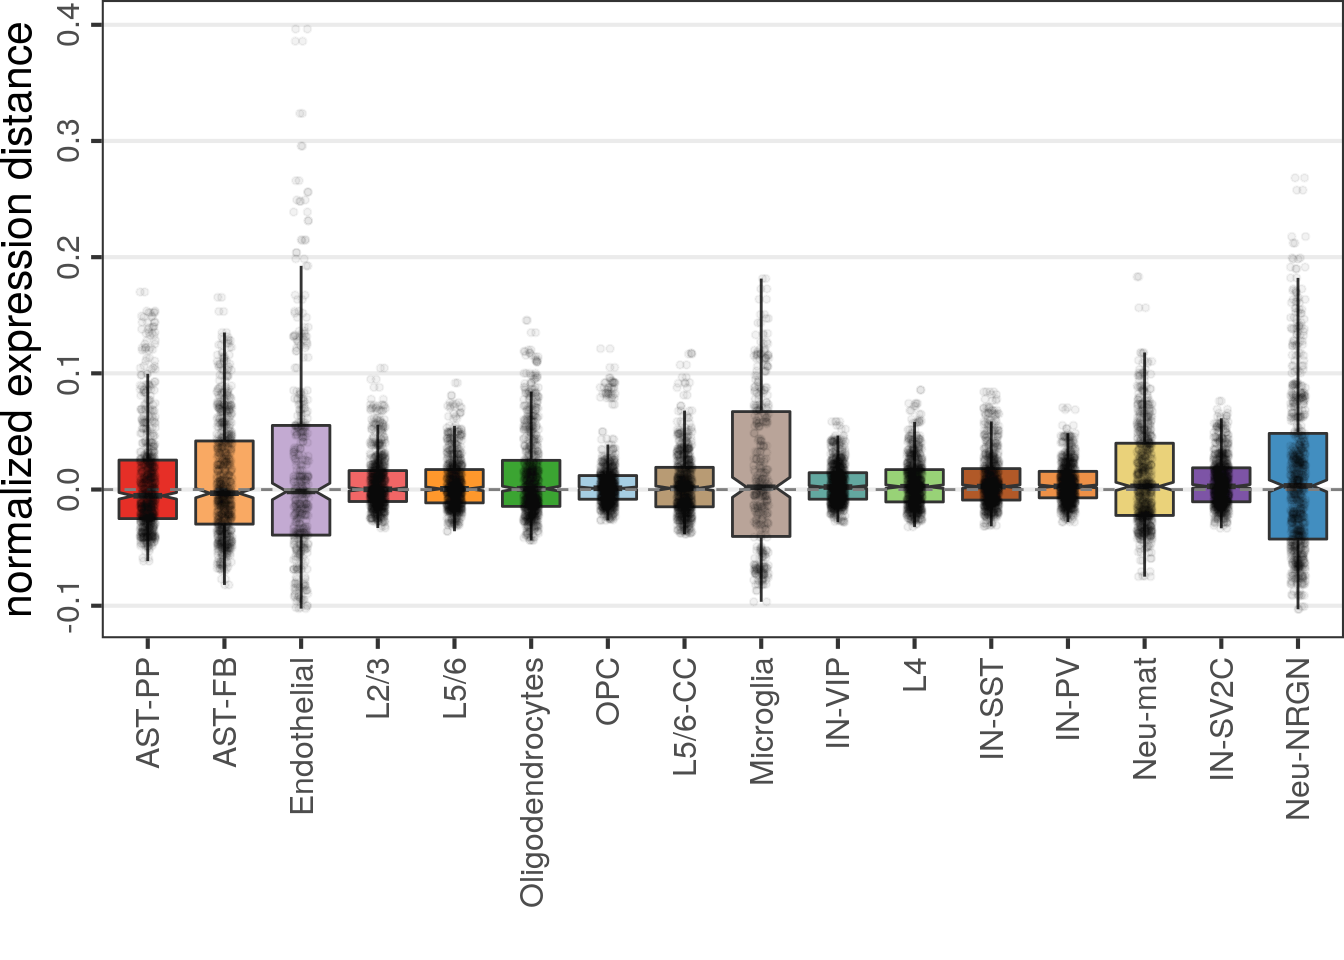 normalized expression distance
0.4
0.3
0.2
0.1
0.0
-0.1
AST-PP
AST-FB
Endothelial
L2/3
L5/6
Oligodendrocytes
OPC
L5/6-CC
Microglia
IN-VIP
L4
IN-SST
IN-PV
Neu-mat
IN-SV2C
Neu-NRGN